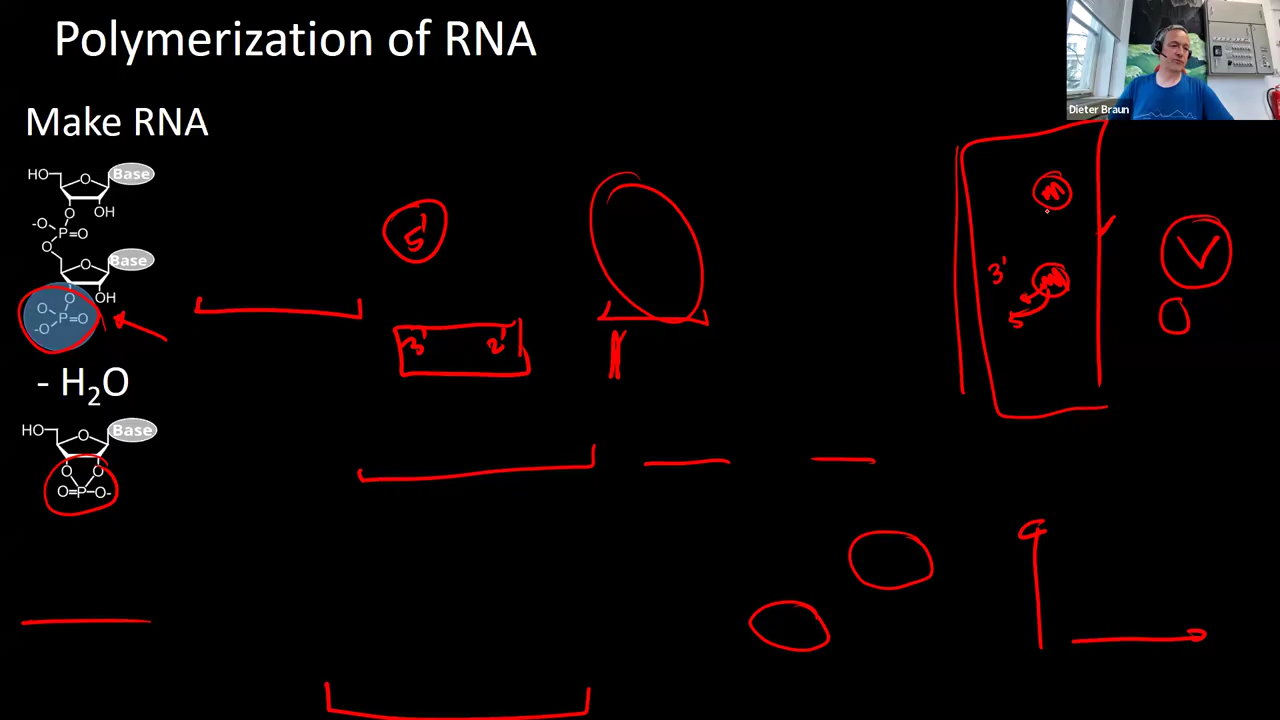 Polymerization of RNA
Dieter Braun
Make RNA
HO Base
O OH
-O P=O
O
O Base
O OH
O P=O
-O
- H₂O
HO O Base
O O
O=P-O-
5'
3' 2'
m
3' m
5
V